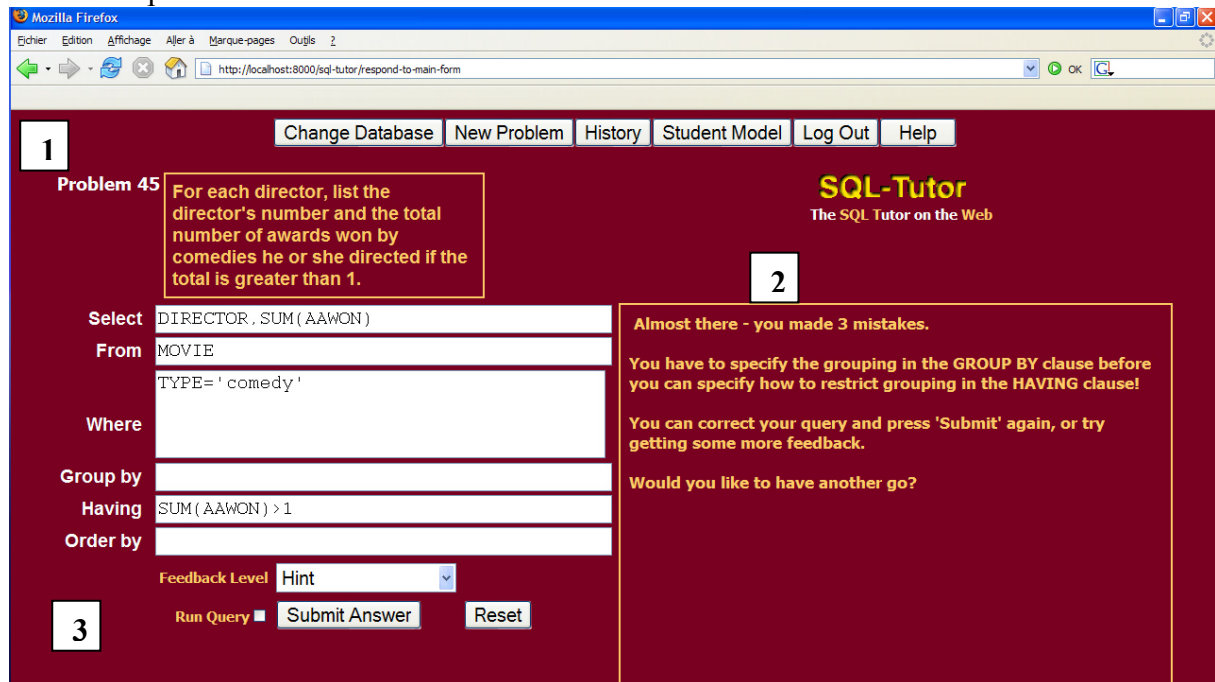 Mozilla Firefox
Fichier Edition Affichage Aller à Marque-pages Outils ?
http://localhost:8000/sql-tutor/respond-to-main-form
OK
G
1
Change Database New Problem History Student Model Log Out Help
Problem 45
For each director, list the
director's number and the total
number of awards won by
comedies he or she directed if the
total is greater than 1.
SQL-Tutor
The SQL Tutor on the Web
2
Select DIRECTOR,SUM(AAWON)
From MOVIE
Where TYPE='comedy'
Group by
Having SUM(AAWON)>1
Order by
Feedback Level Hint
Run Query Submit Answer Reset
3
Almost there - you made 3 mistakes.
You have to specify the grouping in the GROUP BY clause before
you can specify how to restrict grouping in the HAVING clause!
You can correct your query and press 'Submit' again, or try
getting some more feedback.
Would you like to have another go?